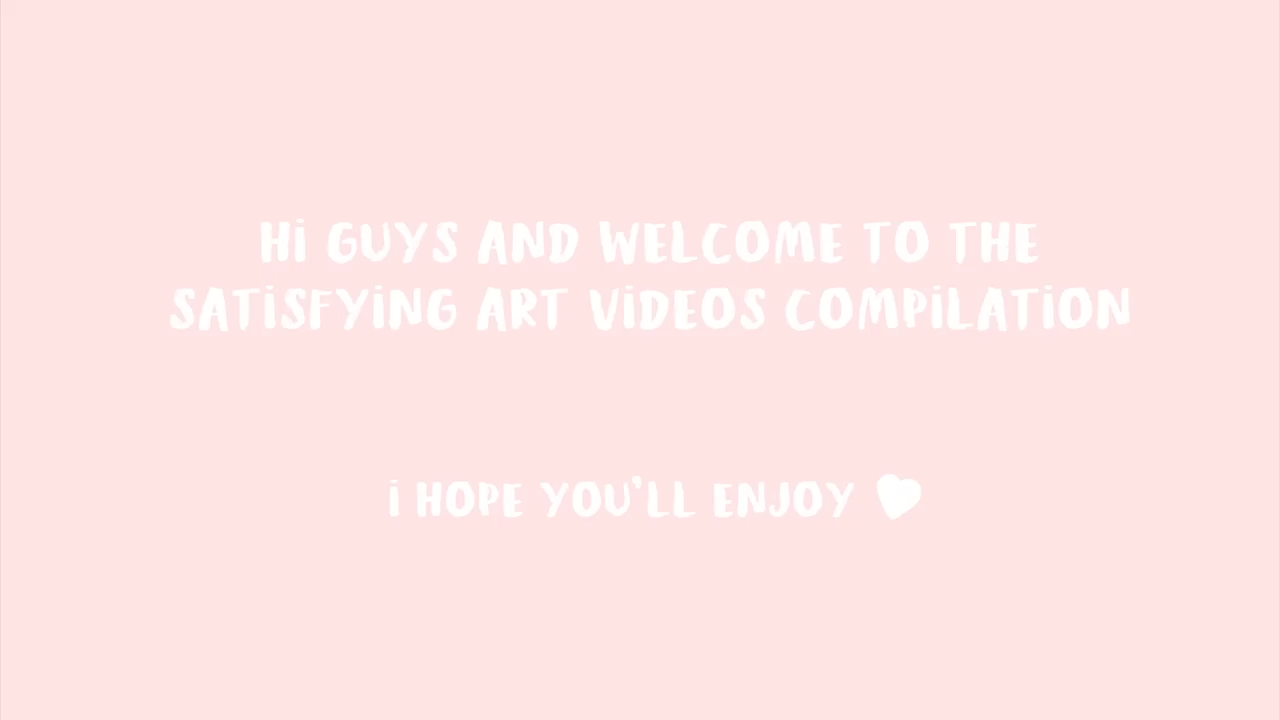 Hi GUYS AND WELCOME TO THE
SATiSFYiNG ART ViDEOS COMPiLATiON
i HOPE YOU'LL ENJOY 🤍